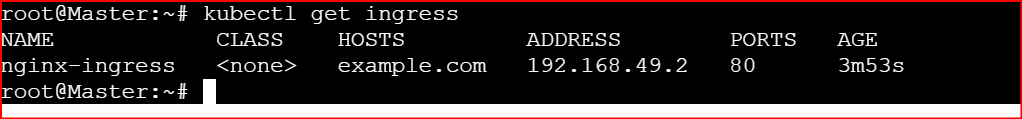 root@Master:~# kubectl get ingress
NAME CLASS HOSTS ADDRESS PORTS AGE
nginx-ingress <none> example.com 192.168.49.2 80 3m53s
root@Master:~#